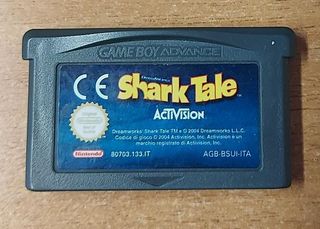 GAME BOY ADVANCE
CE
DreamWorks
Shark Tale
ACTIVISION
Dreamworks' Shark Tale TM e © 2004 Dreamworks L.L.C.
Codice di gioco © 2004 Activision, Inc. Activision e un
marchio registrato di Activision, Inc.
Nintendo
80703.133.IT
AGB-BSUI-ITA